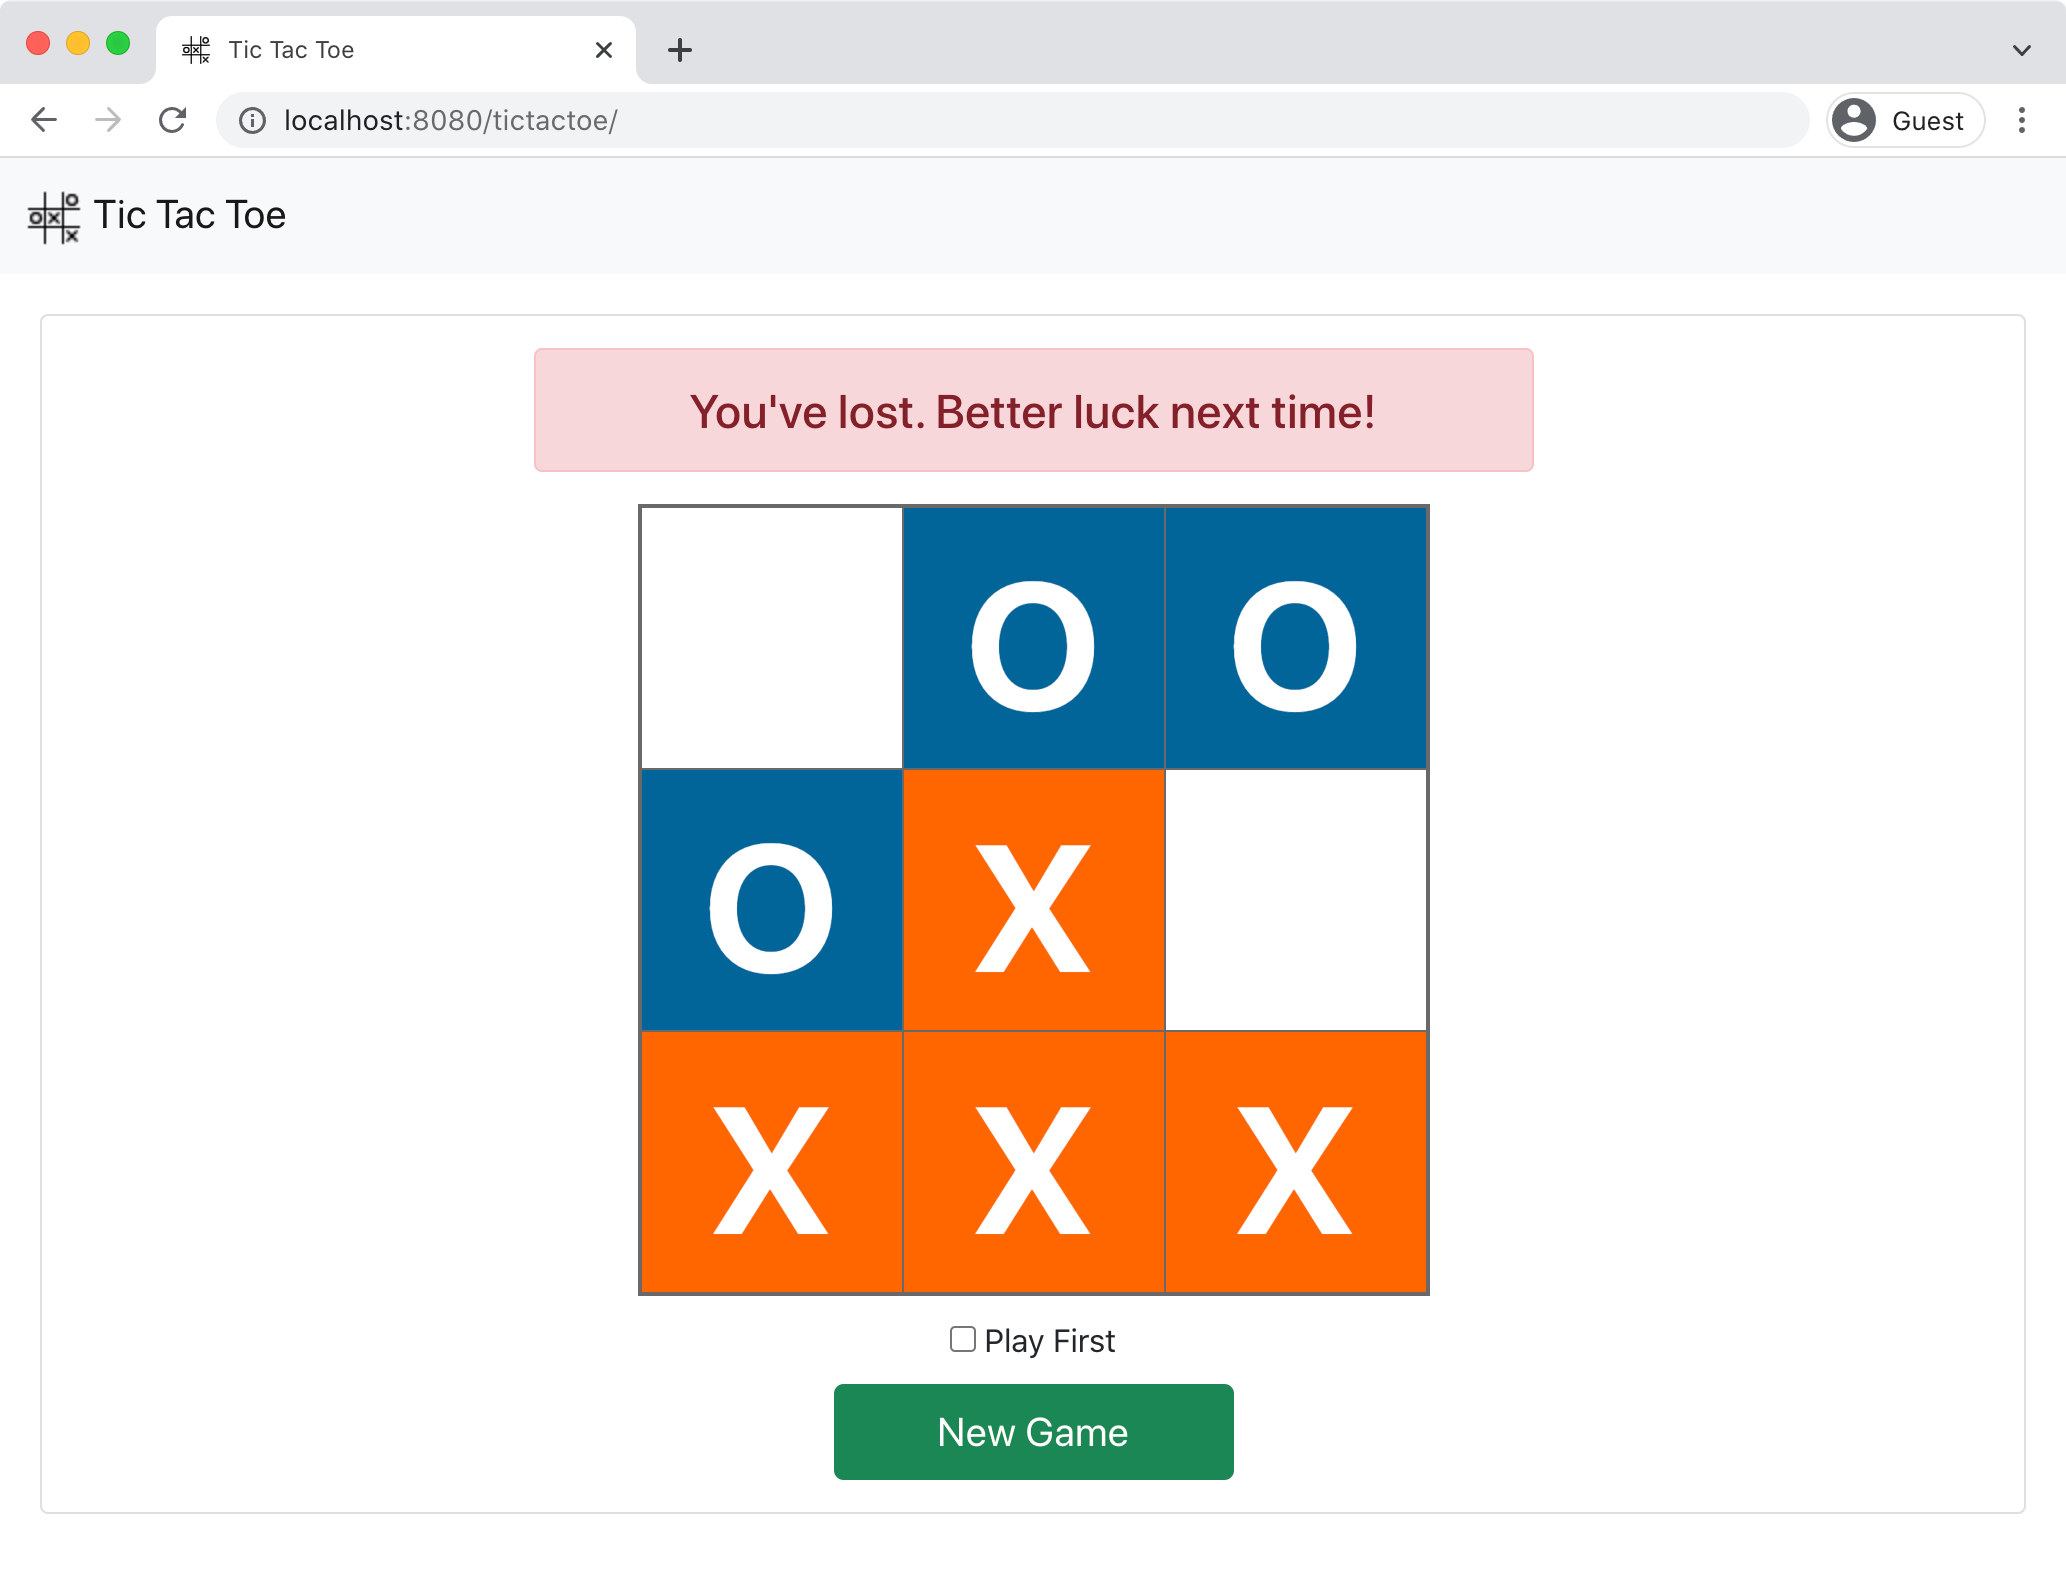 Tic Tac Toe
localhost:8080/tictactoe/
Guest
Tic Tac Toe
You've lost. Better luck next time!
O O
O X
X X X
Play First
New Game